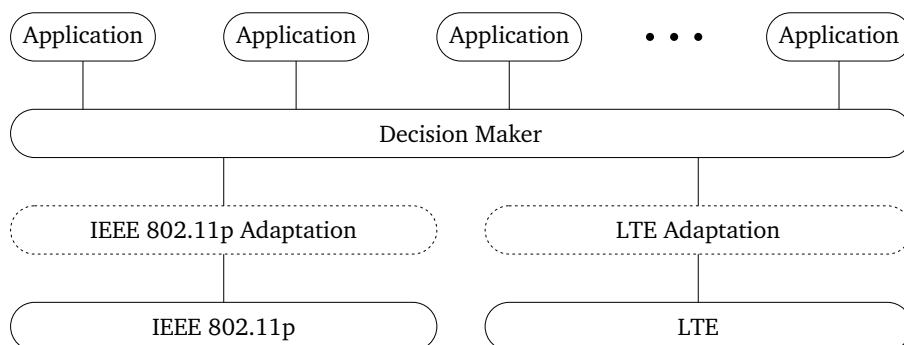 Application
Application
Application
Application
Decision Maker
IEEE 802.11p Adaptation
LTE Adaptation
IEEE 802.11p
LTE